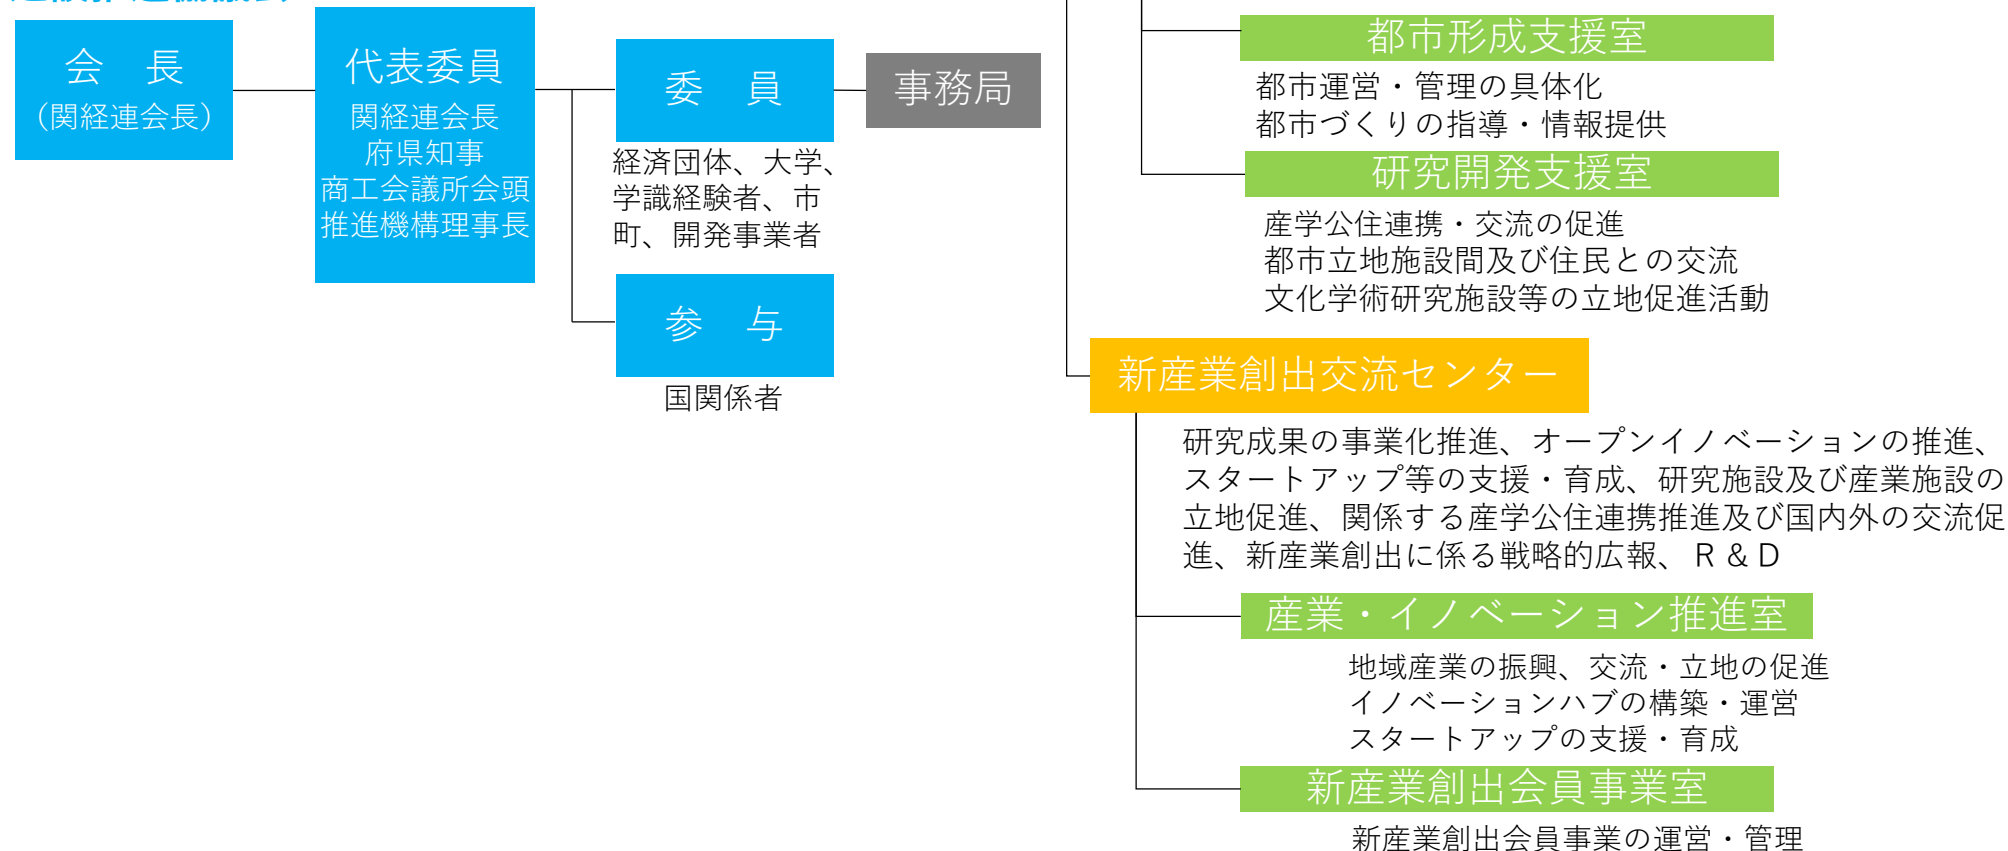 会　長
（関経連会長）
代表委員
関経連会長
府県知事
商工会議所会頭
推進機構理事長
委　員
経済団体、大学、
学識経験者、市
町、開発事業者
事務局
参　与
国関係者
都市形成支援室
都市運営・管理の具体化
都市づくりの指導・情報提供
研究開発支援室
産学公住連携・交流の促進
都市立地施設間及び住民との交流
文化学術研究施設等の立地促進活動
新産業創出交流センター
研究成果の事業化推進、オープンイノベーションの推進、
スタートアップ等の支援・育成、研究施設及び産業施設の
立地促進、関係する産学公住連携推進及び国内外の交流促
進、新産業創出に係る戦略的広報、Ｒ＆Ｄ
産業・イノベーション推進室
地域産業の振興、交流・立地の促進
イノベーションハブの構築・運営
スタートアップの支援・育成
新産業創出会員事業室
新産業創出会員事業の運営・管理